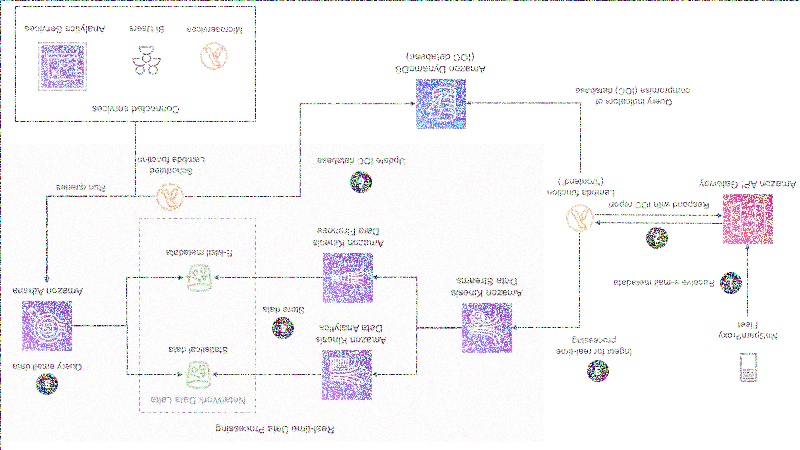 Real-time Data Processing
NoSpamProxy
Fleet
Receive e-mail metadata
Amazon API Gateway
Respond with IOC report
Lambda function
("frontend")
Ingest for real-time
processing
Query indicators of
compromise (IOC) database
Amazon Kinesis
Data Streams
Amazon Kinesis
Data Analytics
Amazon Kinesis
Data Firehose
Store data
NetWork Data Lake
Statistical data
E-Mail metadata
Query email data
Amazon Athena
Run queries
Scheduled
Lambda function
Update IOC database
Amazon DynamoDB
(IOC database)
Connected services
Microservices
BI Users
Analytics Services